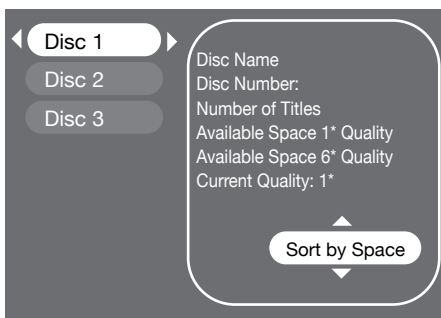 Disc 1
Disc 2
Disc 3
Disc Name
Disc Number:
Number of Titles
Available Space 1* Quality
Available Space 6* Quality
Current Quality: 1*
Sort by Space